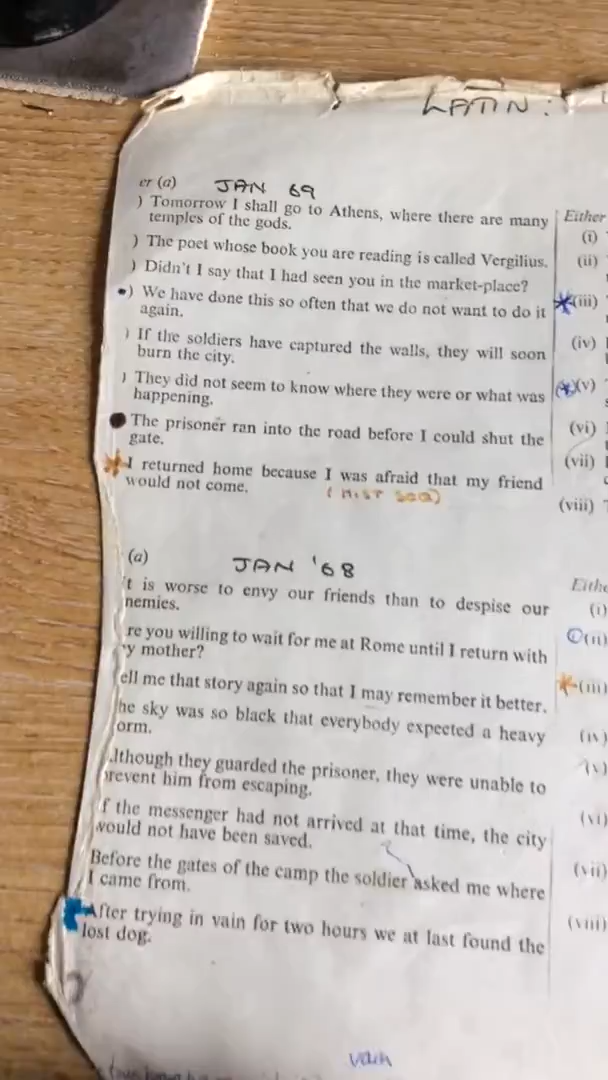 LATIN:
er (a) JAN 69
) Tomorrow I shall go to Athens, where there are many
temples of the gods.
) The poet whose book you are reading is called Vergilius.
) Didn't I say that I had seen you in the market-place?
) We have done this so often that we do not want to do it
again.
) If the soldiers have captured the walls, they will soon
burn the city.
) They did not seem to know where they were or what was
happening.
The prisoner ran into the road before I could shut the
gate.
I returned home because I was afraid that my friend
would not come.
(a) JAN '68
't is worse to envy our friends than to despise our
nemies.
re you willing to wait for me at Rome until I return with
y mother?
ell me that story again so that I may remember it better.
he sky was so black that everybody expected a heavy
orm.
lthough they guarded the prisoner, they were unable to
prevent him from escaping.
f the messenger had not arrived at that time, the city
would not have been saved.
Before the gates of the camp the soldier asked me where
I came from.
After trying in vain for two hours we at last found the
lost dog.
Either
(i)
(ii)
(iii)
(iv)
(v)
(vi)
(vii)
(viii)
Eithe
(i)
(ii)
(iii)
(iv)
(v)
(vi)
(vii)
(viii)